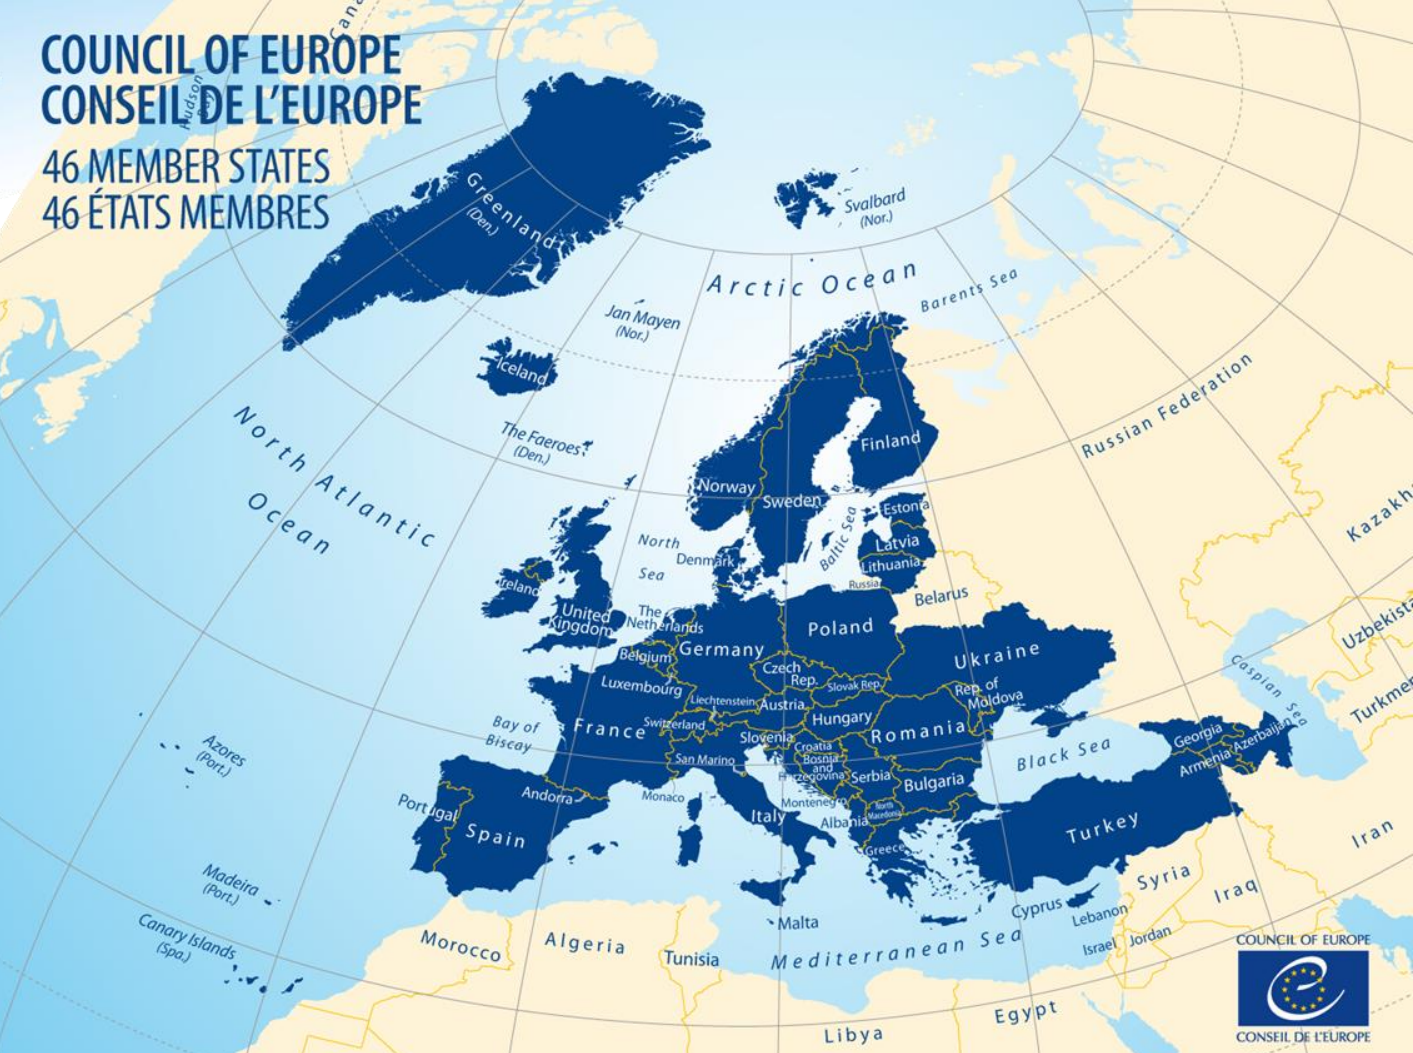 COUNCIL OF EUROPE
CONSEIL DE L'EUROPE
46 MEMBER STATES
46 ÉTATS MEMBRES
Cana
Hudson
Greenland
(Den.)
Svalbard
(Nor.)
Arctic Ocean
Barents Sea
Jan Mayen
(Nor.)
Iceland
Russian Federation
North Atlantic
Ocean
The Faeroes
(Den.)
Finland
Norway
Sweden
Estonia
Kazakh
North
Sea
Denmark
Baltic Sea
Latvia
Lithuania
Russia
Ireland
United
Kingdom
The
Netherlands
Belarus
Uzbekista
Poland
Germany
Belgium
Ukraine
Czech
Rep.
Slovak Rep.
Luxembourg
Liechtenstein
Austria
Rep. of
Moldova
Caspian Sea
Turkmen
Bay of
Biscay
France
Switzerland
Hungary
Romania
Slovenia
Croatia
Georgia
Azerbaijan
Armenia
Azores
(Port.)
San Marino
Bosnia
and
Herzegovina
Serbia
Bulgaria
Black Sea
Andorra
Monaco
Montenegro
North
Macedonia
Portugal
Spain
Italy
Albania
Turkey
Iran
Greece
Madeira
(Port.)
Syria
Iraq
Cyprus
Lebanon
Canary Islands
(Spa.)
Malta
Morocco
Algeria
Tunisia
Mediterranean Sea
Israel
Jordan
Libya
Egypt
COUNCIL OF EUROPE
CONSEIL DE L'EUROPE